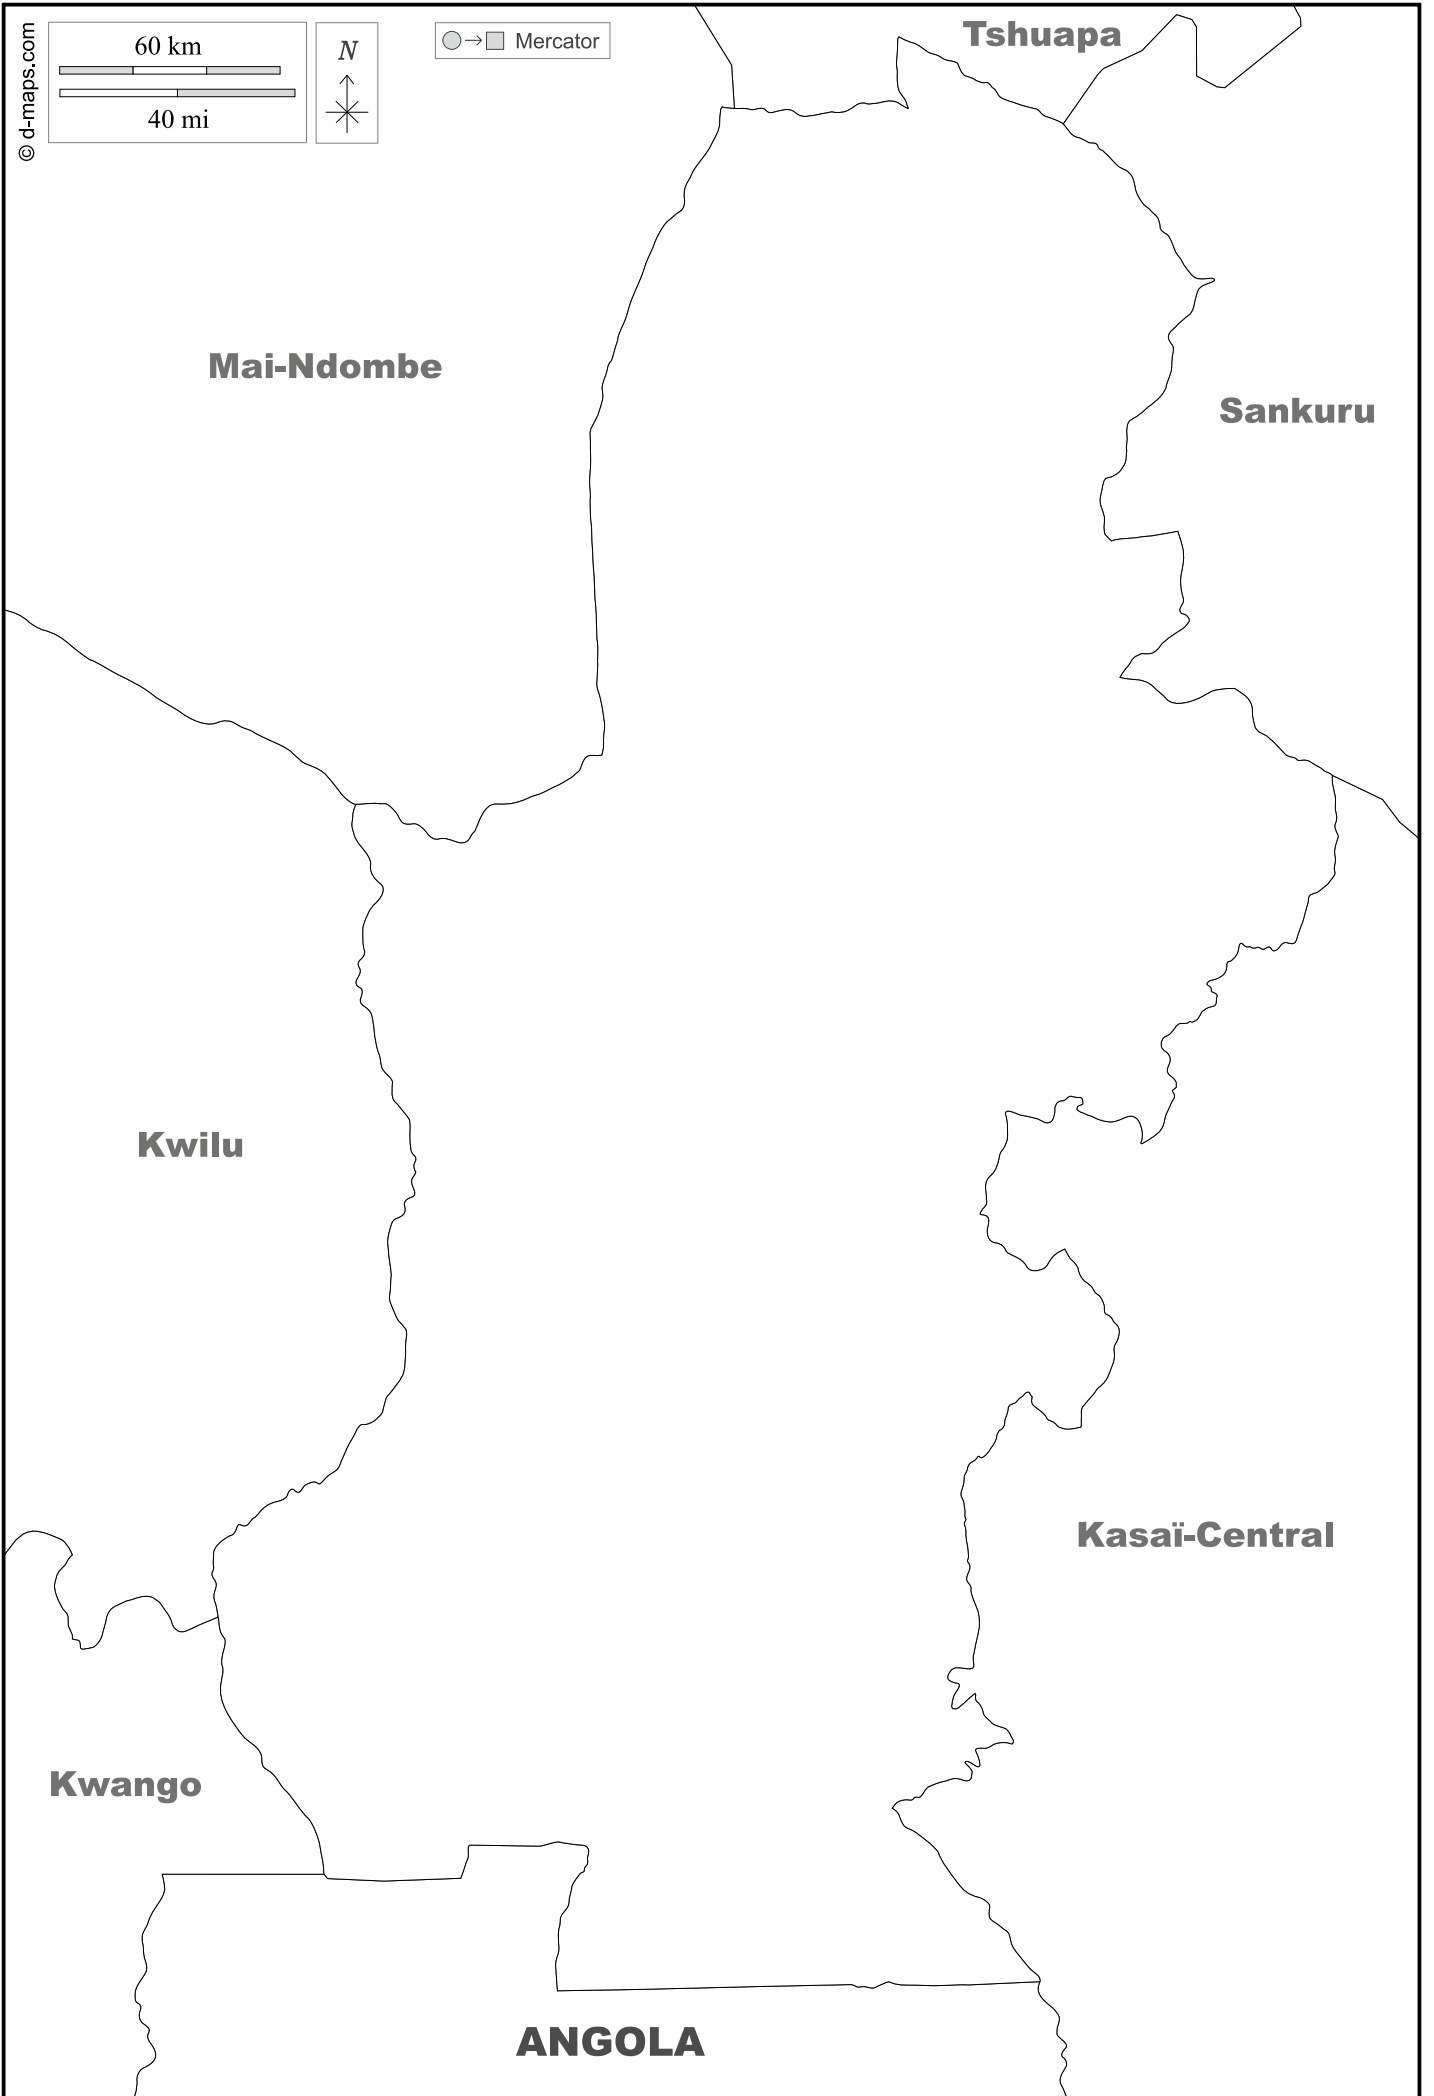 © d-maps.com
60 km
40 mi
N
Mercator
Tshuapa
Mai-Ndombe
Sankuru
Kwilu
Kasaï-Central
Kwango
ANGOLA